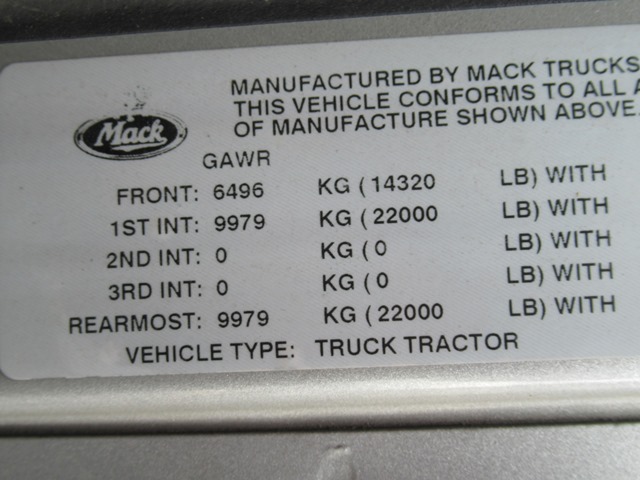 MANUFACTURED BY MACK TRUCKS
THIS VEHICLE CONFORMS TO ALL A
OF MANUFACTURE SHOWN ABOVE.
Mack
GAWR
FRONT: 6496 KG ( 14320 LB) WITH
1ST INT: 9979 KG ( 22000 LB) WITH
2ND INT: 0 KG ( 0 LB) WITH
3RD INT: 0 KG ( 0 LB) WITH
REARMOST: 9979 KG ( 22000 LB) WITH
VEHICLE TYPE: TRUCK TRACTOR